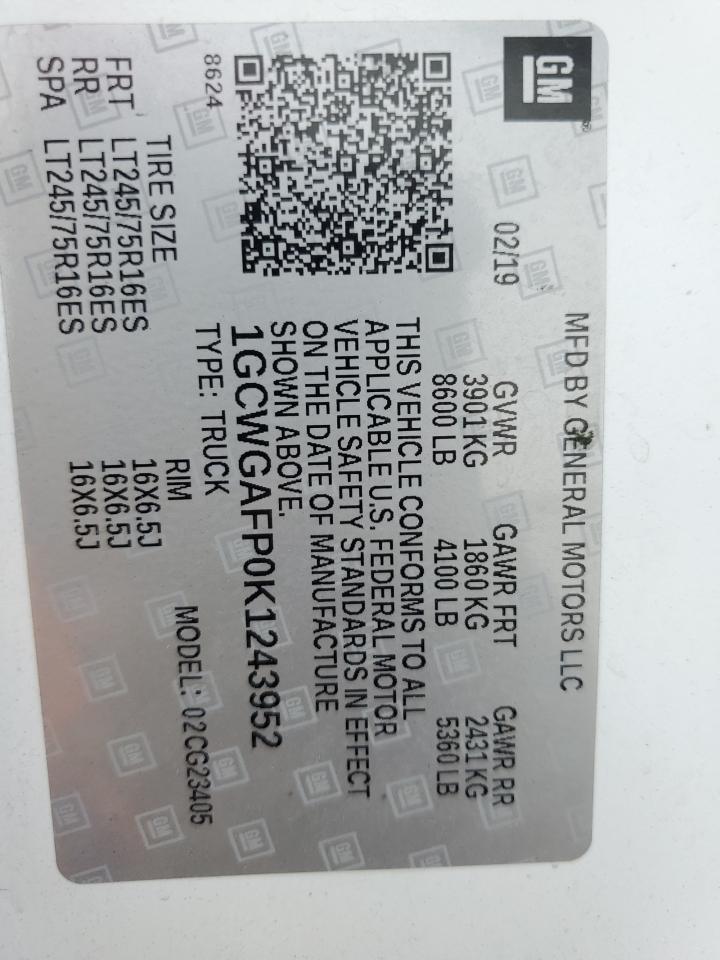 GM
MFD BY GENERAL MOTORS LLC
02/19 GVWR GAWR FRT GAWR RR
3901 KG 1860 KG 2431 KG
8600 LB 4100 LB 5360 LB
THIS VEHICLE CONFORMS TO ALL
APPLICABLE U.S. FEDERAL MOTOR
VEHICLE SAFETY STANDARDS IN EFFECT
ON THE DATE OF MANUFACTURE
SHOWN ABOVE.
1GCWGAFP0K1243952
TYPE: TRUCK MODEL: 02CG23405
8624
TIRE SIZE RIM
FRT LT245/75R16ES 16X6.5J
RR LT245/75R16ES 16X6.5J
SPA LT245/75R16ES 16X6.5J